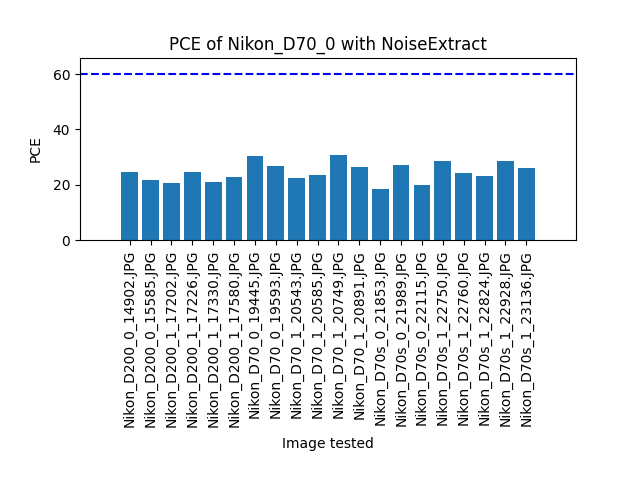 PCE of Nikon_D70_0 with NoiseExtract
60
40
20
0
PCE
Nikon_D200_0_14902.JPG
Nikon_D200_0_15585.JPG
Nikon_D200_1_17202.JPG
Nikon_D200_1_17226.JPG
Nikon_D200_1_17330.JPG
Nikon_D200_1_17580.JPG
Nikon_D70_0_19445.JPG
Nikon_D70_0_19593.JPG
Nikon_D70_1_20543.JPG
Nikon_D70_1_20585.JPG
Nikon_D70_1_20749.JPG
Nikon_D70_1_20891.JPG
Nikon_D70s_0_21853.JPG
Nikon_D70s_0_21989.JPG
Nikon_D70s_0_22115.JPG
Nikon_D70s_1_22750.JPG
Nikon_D70s_1_22760.JPG
Nikon_D70s_1_22824.JPG
Nikon_D70s_1_22928.JPG
Nikon_D70s_1_23136.JPG
Image tested